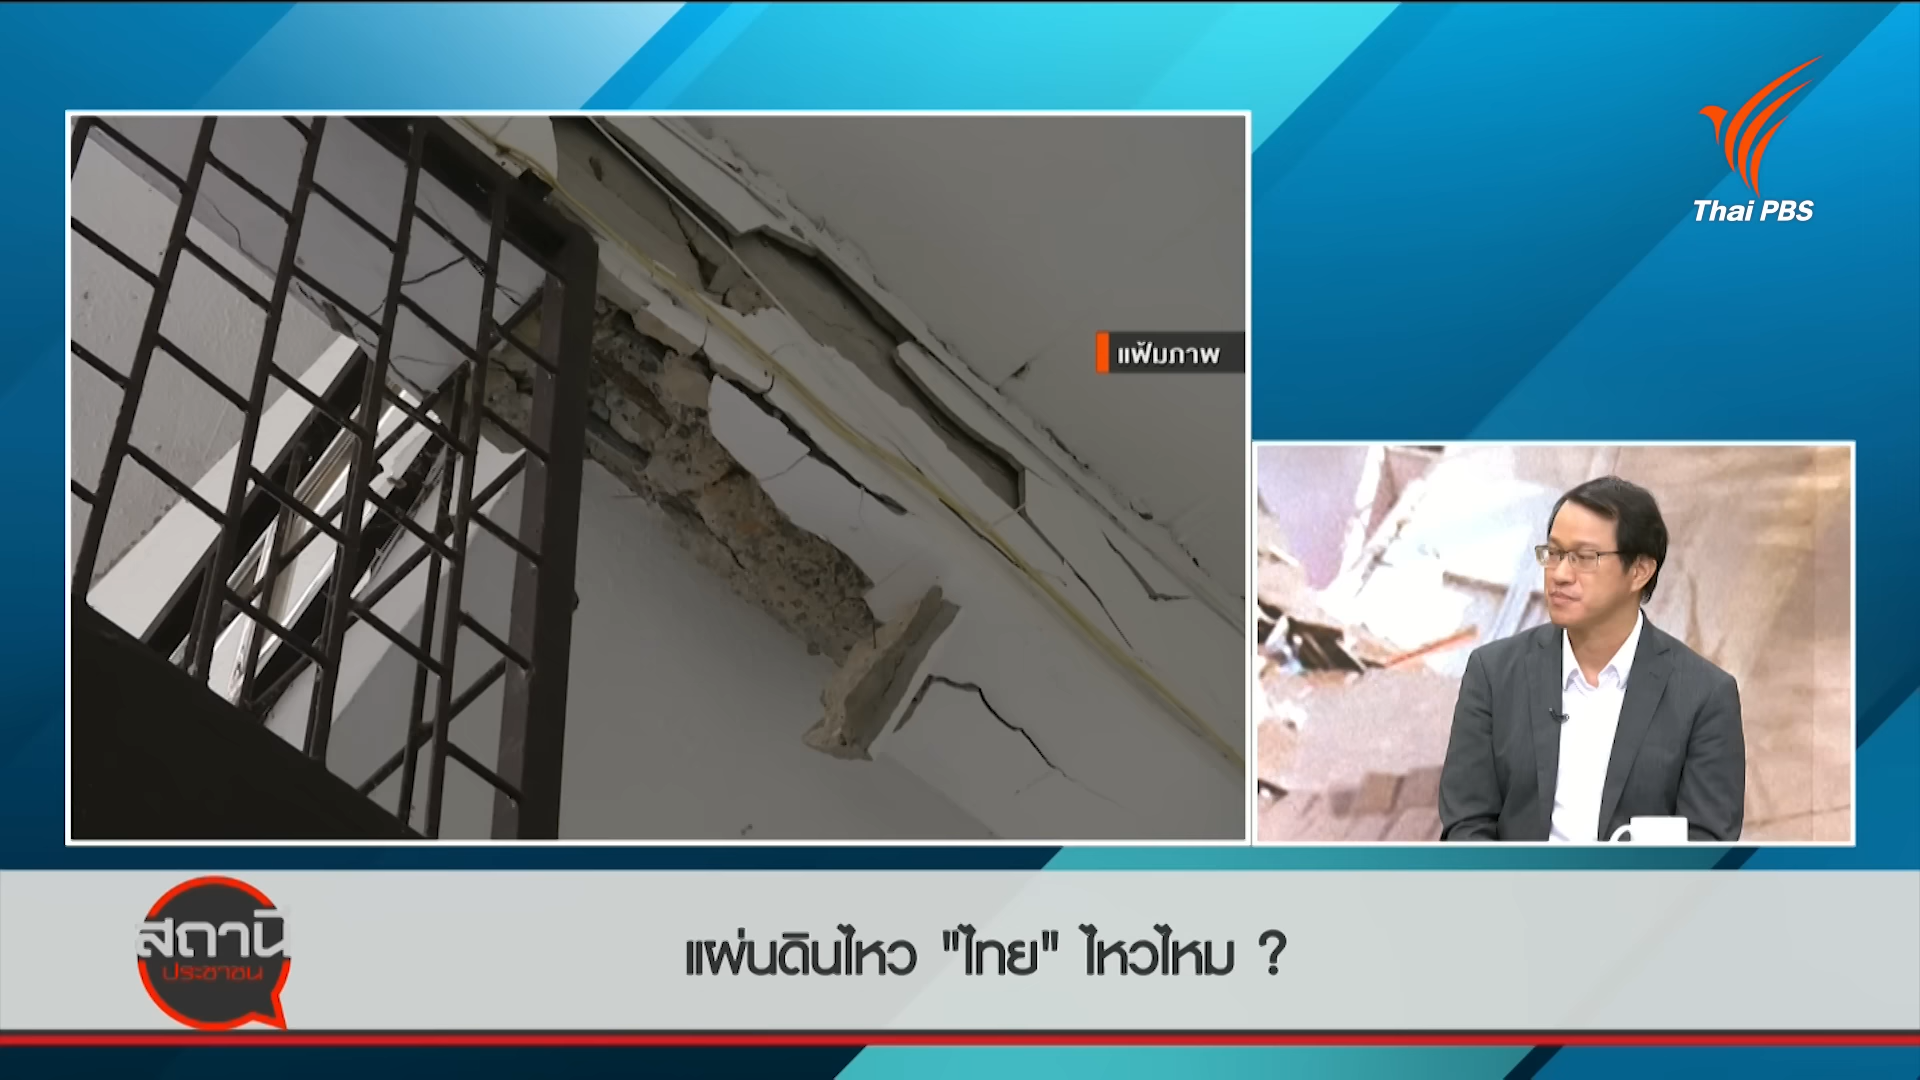 Thai PBS
แฟ้มภาพ
สถานี
ประชาชน
แผ่นดินไหว "ไทย" ไหวไหม ?